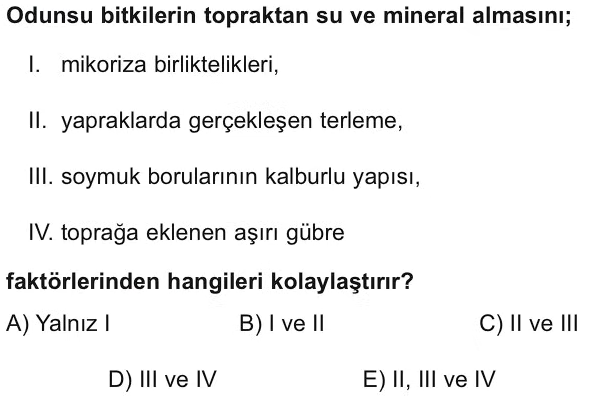 Odunsu bitkilerin topraktan su ve mineral almasını;
I. mikoriza birliktelikleri,
II. yapraklarda gerçekleşen terleme,
III. soymuk borularının kalburlu yapısı,
IV. toprağa eklenen aşırı gübre
faktörlerinden hangileri kolaylaştırır?
A) Yalnız I B) I ve II C) II ve III
D) III ve IV E) II, III ve IV